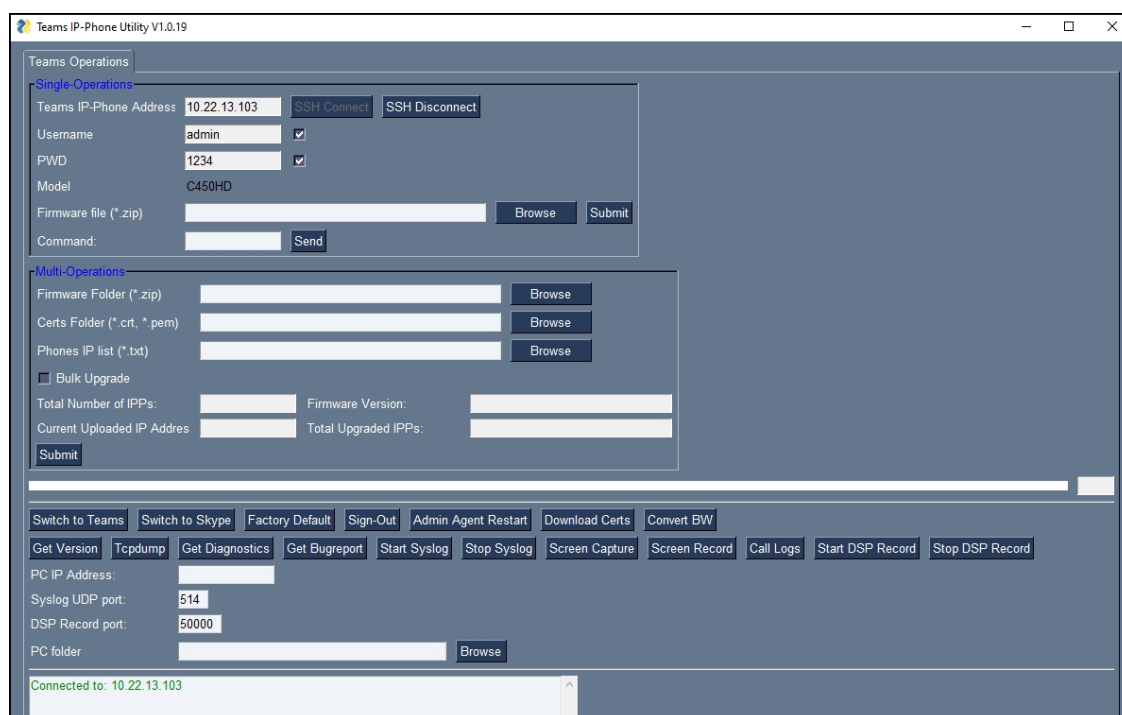 Teams IP-Phone Utility V1.0.19
Teams Operations
Single-Operations
Teams IP-Phone Address 10.22.13.103 SSH Connect SSH Disconnect
Username admin
PWD 1234
Model C450HD
Firmware file (*.zip) Browse Submit
Command: Send
Multi-Operations
Firmware Folder (*.zip) Browse
Certs Folder (*.crt, *.pem) Browse
Phones IP list (*.txt) Browse
Bulk Upgrade
Total Number of IPPs: Firmware Version:
Current Uploaded IP Addres Total Upgraded IPPs:
Submit
Switch to Teams Switch to Skype Factory Default Sign-Out Admin Agent Restart Download Certs Convert BW
Get Version Tcpdump Get Diagnostics Get Bugreport Start Syslog Stop Syslog Screen Capture Screen Record Call Logs Start DSP Record Stop DSP Record
PC IP Address:
Syslog UDP port: 514
DSP Record port: 50000
PC folder Browse
Connected to: 10.22.13.103